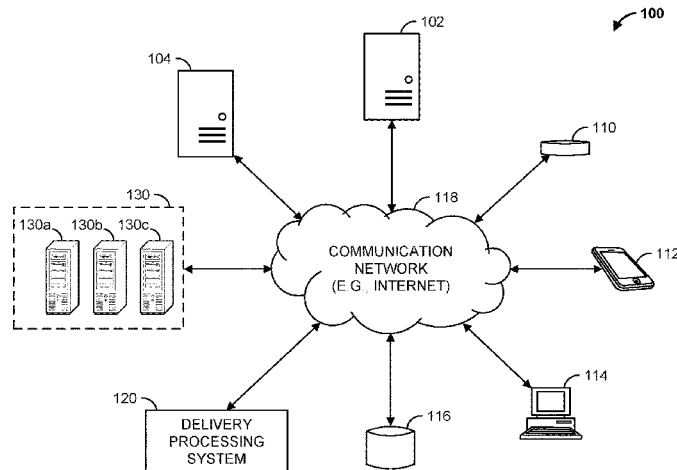 100
102
104
110
130
118
130a 130b 130c
COMMUNICATION
NETWORK
(E.G., INTERNET)
112
114
120
116
DELIVERY
PROCESSING
SYSTEM